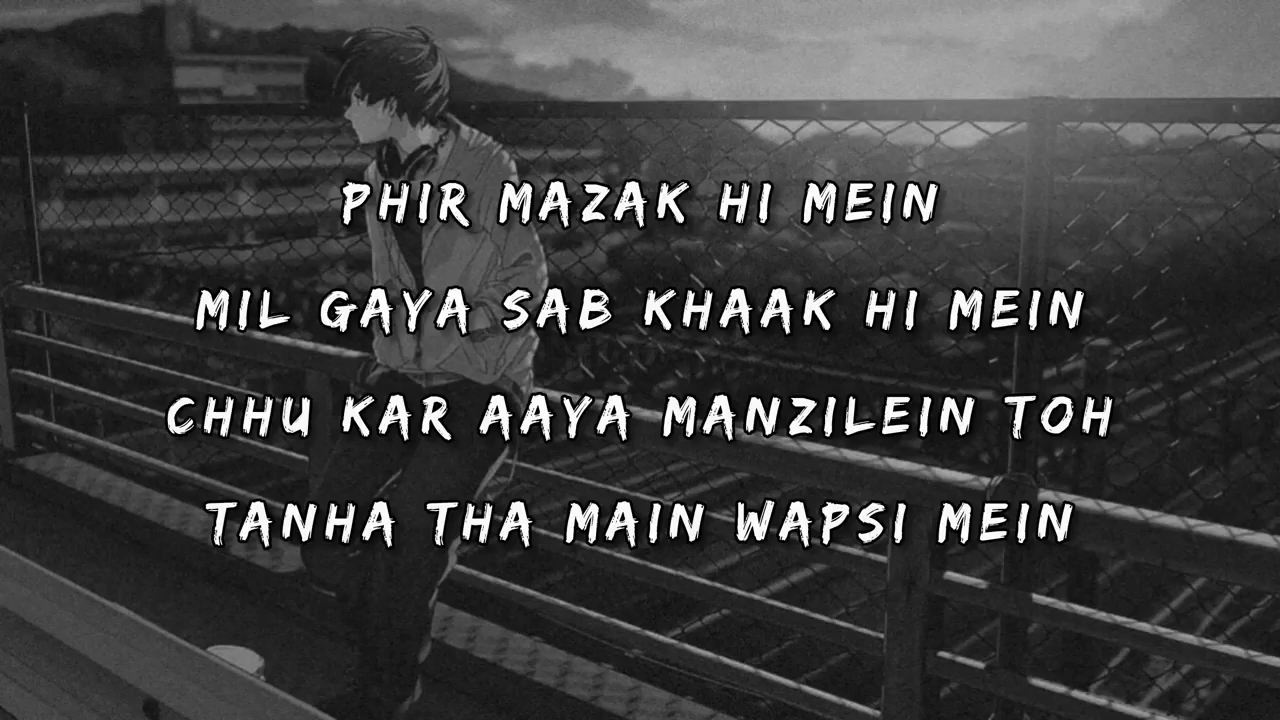 PHIR MAZAK HI MEIN
MIL GAYA SAB KHAAK HI MEIN
CHHU KAR AAYA MANZILEIN TOH
TANHA THA MAIN WAPSI MEIN